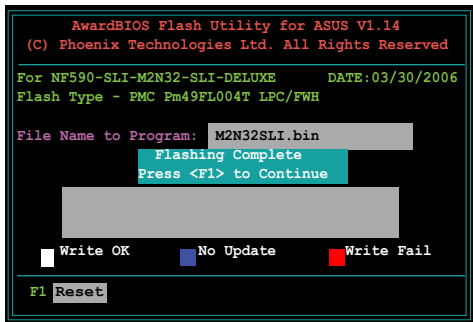 AwardBIOS Flash Utility for ASUS V1.14
(C) Phoenix Technologies Ltd. All Rights Reserved
For NF590-SLI-M2N32-SLI-DELUXE DATE:03/30/2006
Flash Type - PMC Pm49FL004T LPC/FWH
File Name to Program: M2N32SLI.bin
Flashing Complete
Press <F1> to Continue
Write OK No Update Write Fail
F1 Reset